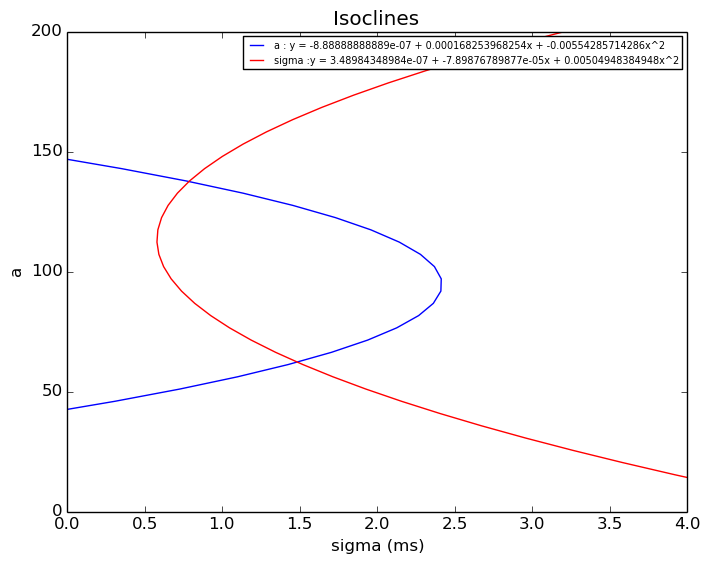 Isoclines
a : y = -8.88888888889e-07 + 0.000168253968254x + -0.00554285714286x^2
sigma :y = 3.48984348984e-07 + -7.89876789877e-05x + 0.00504948384948x^2
200
150
100
50
0
a
0.0 0.5 1.0 1.5 2.0 2.5 3.0 3.5 4.0
sigma (ms)